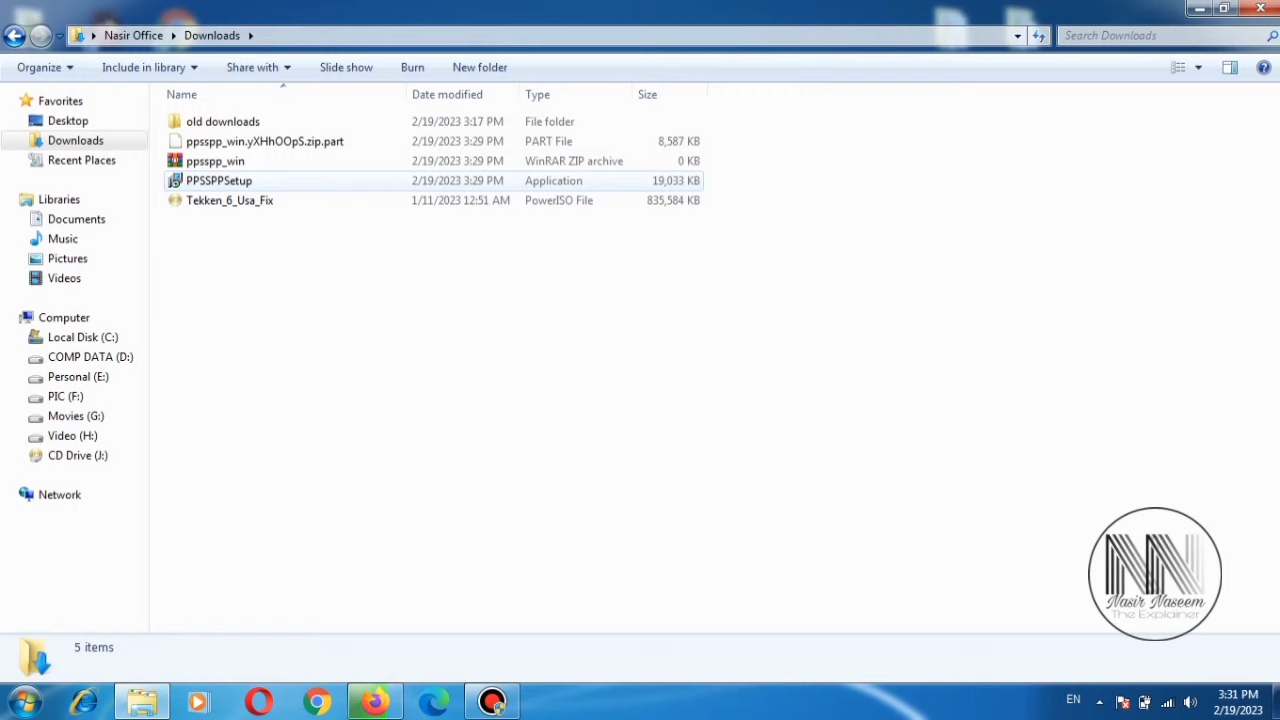 Nasir Office Downloads
Search Downloads
Organize Include in library Share with Slide show Burn New folder
Name Date modified Type Size
Favorites
Desktop
Downloads
Recent Places
Libraries
Documents
Music
Pictures
Videos
Computer
Local Disk (C:)
COMP DATA (D:)
Personal (E:)
PIC (F:)
Movies (G:)
Video (H:)
CD Drive (J:)
Network
old downloads 2/19/2023 3:17 PM File folder
ppsspp_win.yXHhOOpS.zip.part 2/19/2023 3:29 PM PART File 8,587 KB
ppsspp_win 2/19/2023 3:29 PM WinRAR ZIP archive 0 KB
PPSSPPSetup 2/19/2023 3:29 PM Application 19,033 KB
Tekken_6_Usa_Fix 1/11/2023 12:51 AM PowerISO File 835,584 KB
NN
Nasir Naseem
The Explainer
5 items
EN
3:31 PM
2/19/2023